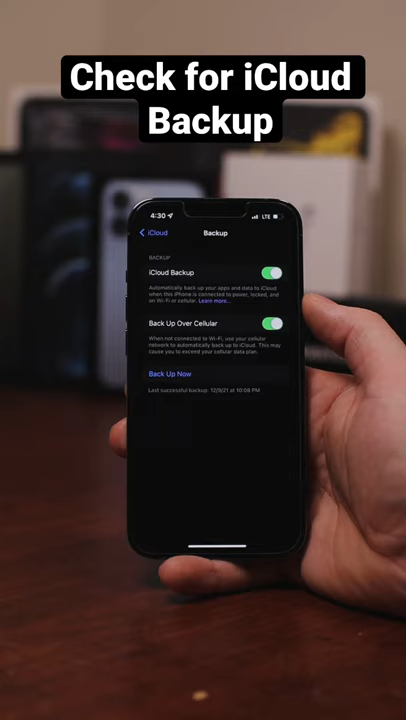 Check for iCloud
Backup
4:30
LTE
iCloud
Backup
BACKUP
iCloud Backup
Automatically back up your apps and data to iCloud
when this iPhone is connected to power, locked, and
on Wi-Fi or cellular. Learn more...
Back Up Over Cellular
When not connected to Wi-Fi, use your cellular
network to automatically back up to iCloud. This may
cause you to exceed your cellular data plan.
Back Up Now
Last successful backup: 12/9/21 at 10:08 PM